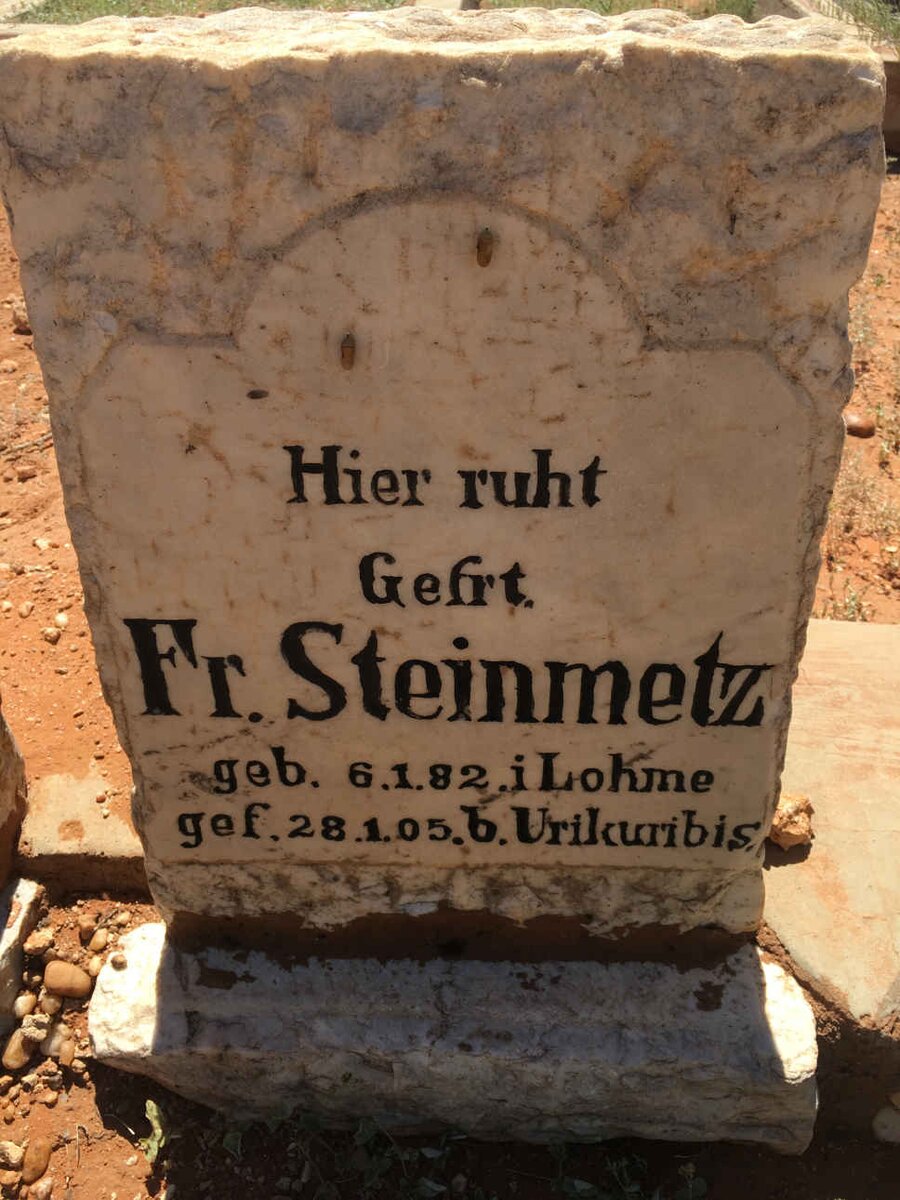 Hier ruht
Gefrt.
Fr. Steinmetz
geb. 6.1.82.i Lohme
gef. 28.1.05.b. Urikuribis.